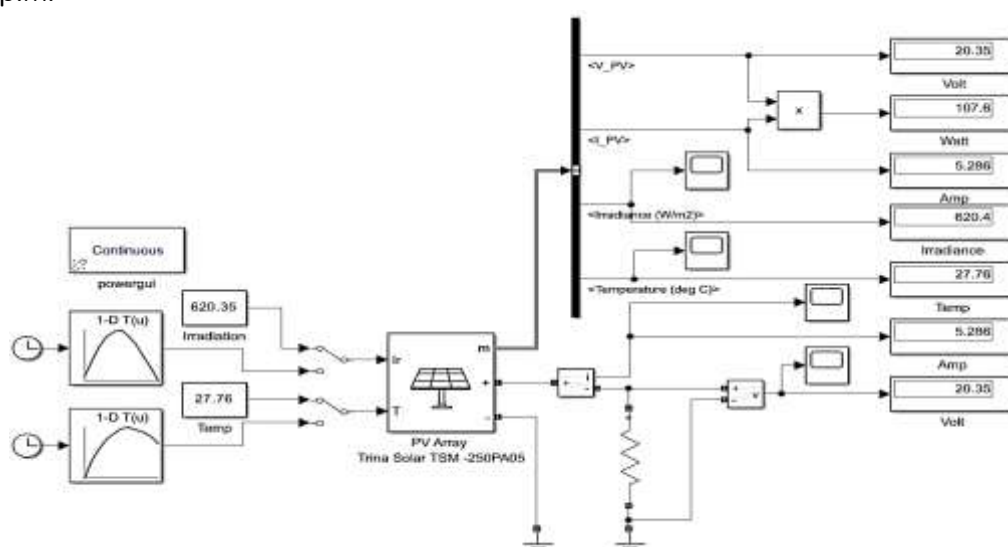 p.m.
20.35
<V_PV>
Volt
107.6
×
Watt
<I_PV>
5.286
Amp
<Irradiance (W/m2)>
620.4
Irradiance
Continuous
powergui
27.76
<Temperature (deg C)>
Temp
620.35
Irradiation
1-D T(u)
Ir
m
5.286
Amp
27.76
Temp
1-D T(u)
T
+
-
+
-
i
+
-
v
20.35
Volt
PV Array
Trina Solar TSM -250PA05